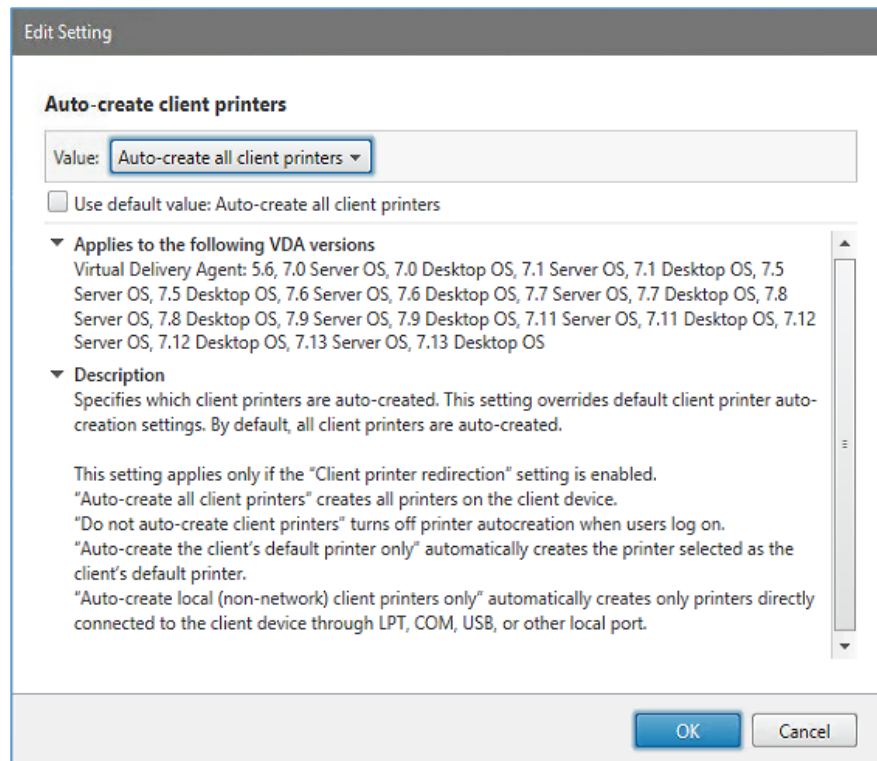 Edit Setting
Auto-create client printers
Value: Auto-create all client printers
Use default value: Auto-create all client printers
Applies to the following VDA versions
Virtual Delivery Agent: 5.6, 7.0 Server OS, 7.0 Desktop OS, 7.1 Server OS, 7.1 Desktop OS, 7.5
Server OS, 7.5 Desktop OS, 7.6 Server OS, 7.6 Desktop OS, 7.7 Server OS, 7.7 Desktop OS, 7.8
Server OS, 7.8 Desktop OS, 7.9 Server OS, 7.9 Desktop OS, 7.11 Server OS, 7.11 Desktop OS, 7.12
Server OS, 7.12 Desktop OS, 7.13 Server OS, 7.13 Desktop OS
Description
Specifies which client printers are auto-created. This setting overrides default client printer auto-
creation settings. By default, all client printers are auto-created.
This setting applies only if the “Client printer redirection” setting is enabled.
“Auto-create all client printers” creates all printers on the client device.
“Do not auto-create client printers” turns off printer autocreation when users log on.
“Auto-create the client’s default printer only” automatically creates the printer selected as the
client’s default printer.
“Auto-create local (non-network) client printers only” automatically creates only printers directly
connected to the client device through LPT, COM, USB, or other local port.
OK Cancel